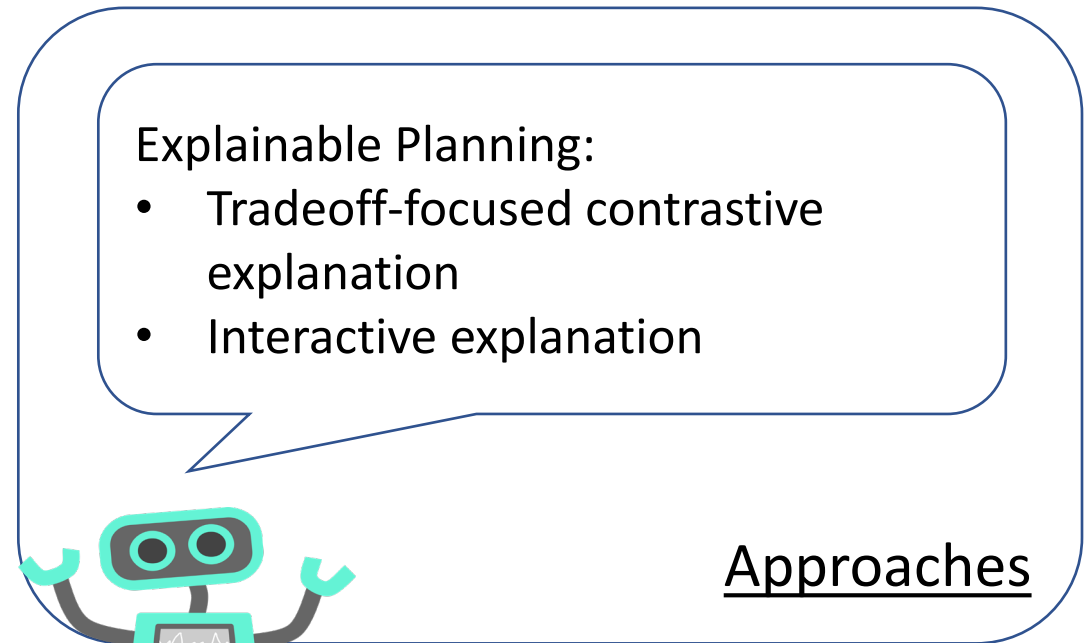 Explainable Planning:
• Tradeoff-focused contrastive
explanation
• Interactive explanation
Approaches